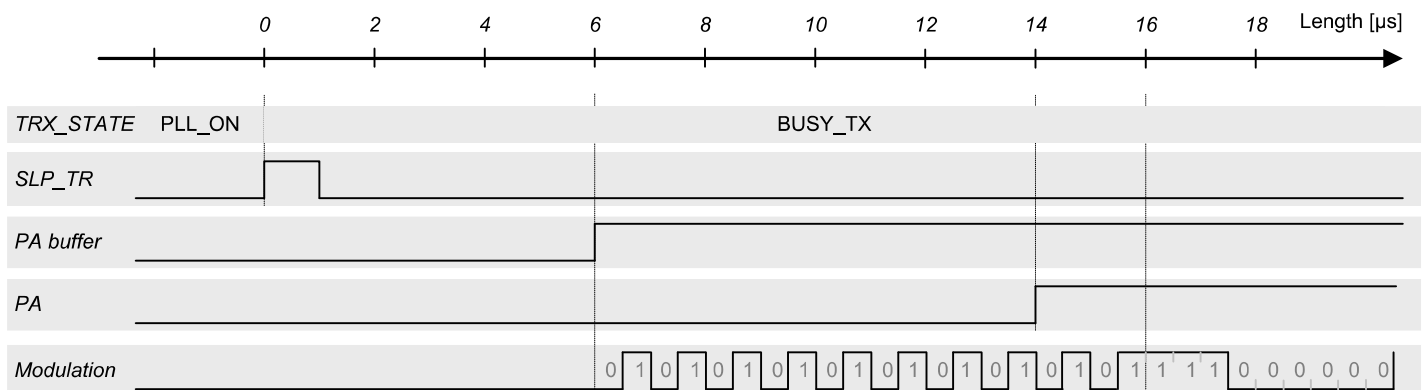 0 2 4 6 8 10 12 14 16 18 Length [µs]
TRX_STATE PLL_ON BUSY_TX
SLP_TR
PA buffer
PA
Modulation 0 1 0 1 0 1 0 1 0 1 0 1 0 1 0 1 0 1 0 1 1 1 1 0 0 0 0 0 0